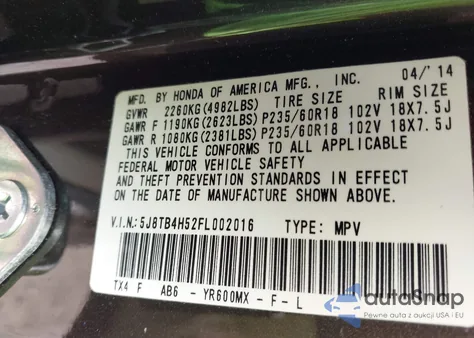 MFD. BY HONDA OF AMERICA MFG., INC. 04/'14
GVWR 2260KG(4982LBS) TIRE SIZE RIM SIZE
GAWR F 1190KG(2623LBS) P235/60R18 102V 18X7.5J
GAWR R 1080KG(2381LBS) P235/60R18 102V 18X7.5J
THIS VEHICLE CONFORMS TO ALL APPLICABLE
FEDERAL MOTOR VEHICLE SAFETY
AND THEFT PREVENTION STANDARDS IN EFFECT
ON THE DATE OF MANUFACTURE SHOWN ABOVE.
V.I.N.:5J8TB4H52FL002016 TYPE: MPV
TX4 F AB6 - YR600MX - F - L
autoSnap
Pewne auta z aukcji USA i EU